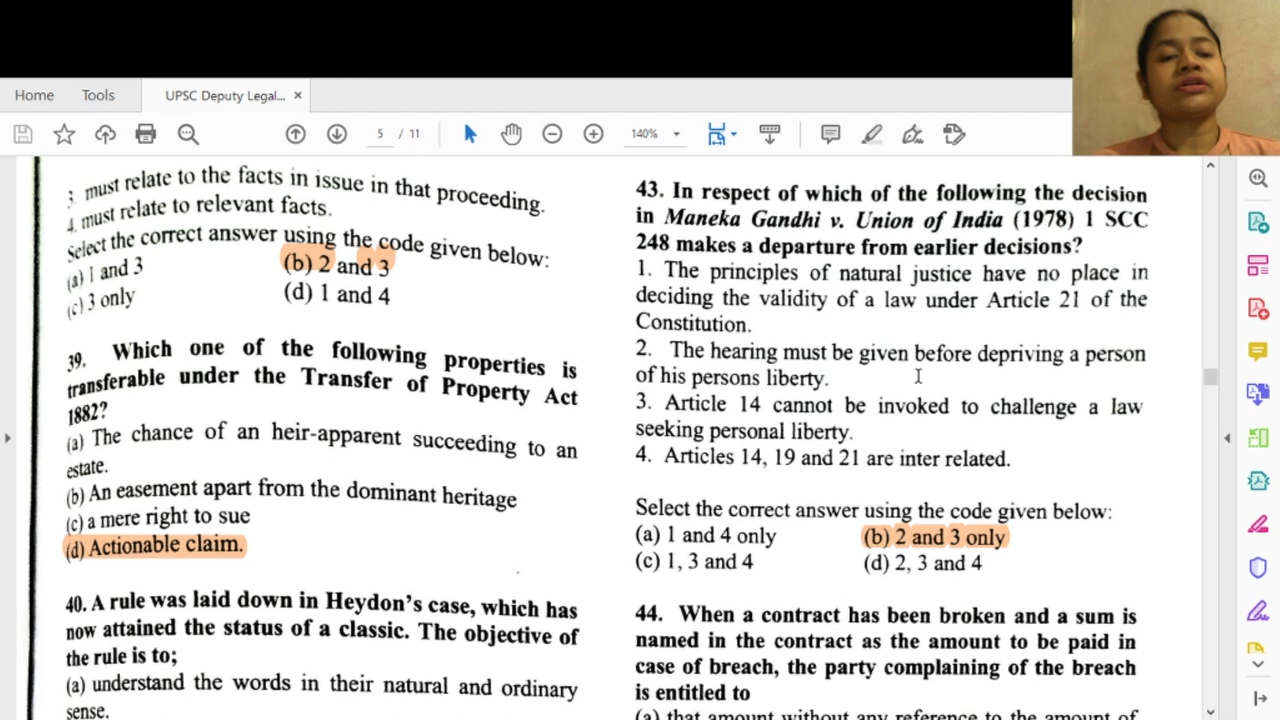 Home
Tools
UPSC Deputy Legal...
5
/ 11
140%
3. must relate to the facts in issue in that proceeding.
4. must relate to relevant facts.
Select the correct answer using the code given below:
(a) 1 and 3
(b) 2 and 3
(c) 3 only
(d) 1 and 4
39. Which one of the following properties is
transferable under the Transfer of Property Act
1882?
(a) The chance of an heir-apparent succeeding to an
estate.
(b) An easement apart from the dominant heritage
(c) a mere right to sue
(d) Actionable claim.
40. A rule was laid down in Heydon's case, which has
now attained the status of a classic. The objective of
the rule is to;
(a) understand the words in their natural and ordinary
sense.
43. In respect of which of the following the decision
in Maneka Gandhi v. Union of India (1978) 1 SCC
248 makes a departure from earlier decisions?
1. The principles of natural justice have no place in
deciding the validity of a law under Article 21 of the
Constitution.
2. The hearing must be given before depriving a person
of his persons liberty.
3. Article 14 cannot be invoked to challenge a law
seeking personal liberty.
4. Articles 14, 19 and 21 are inter related.
Select the correct answer using the code given below:
(a) 1 and 4 only
(b) 2 and 3 only
(c) 1, 3 and 4
(d) 2, 3 and 4
44. When a contract has been broken and a sum is
named in the contract as the amount to be paid in
case of breach, the party complaining of the breach
is entitled to
(a) that amount without any reference to the amount of